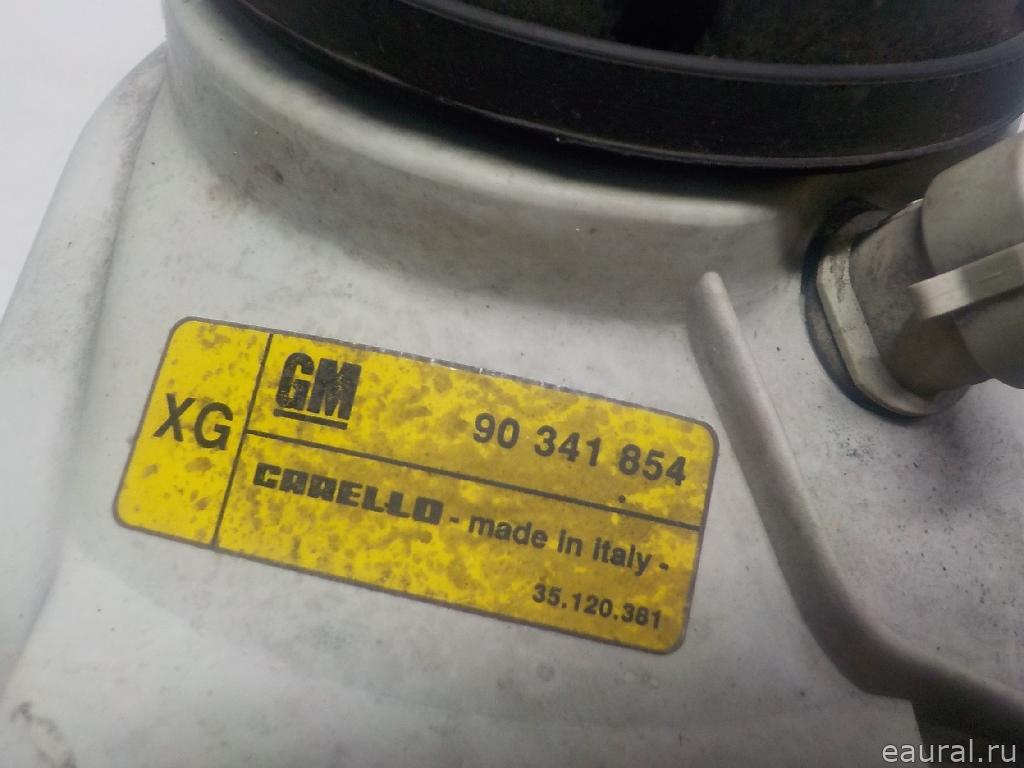 XG
GM
90 341 854
CARELLO - made in italy -
35.120.381
eaural.ru